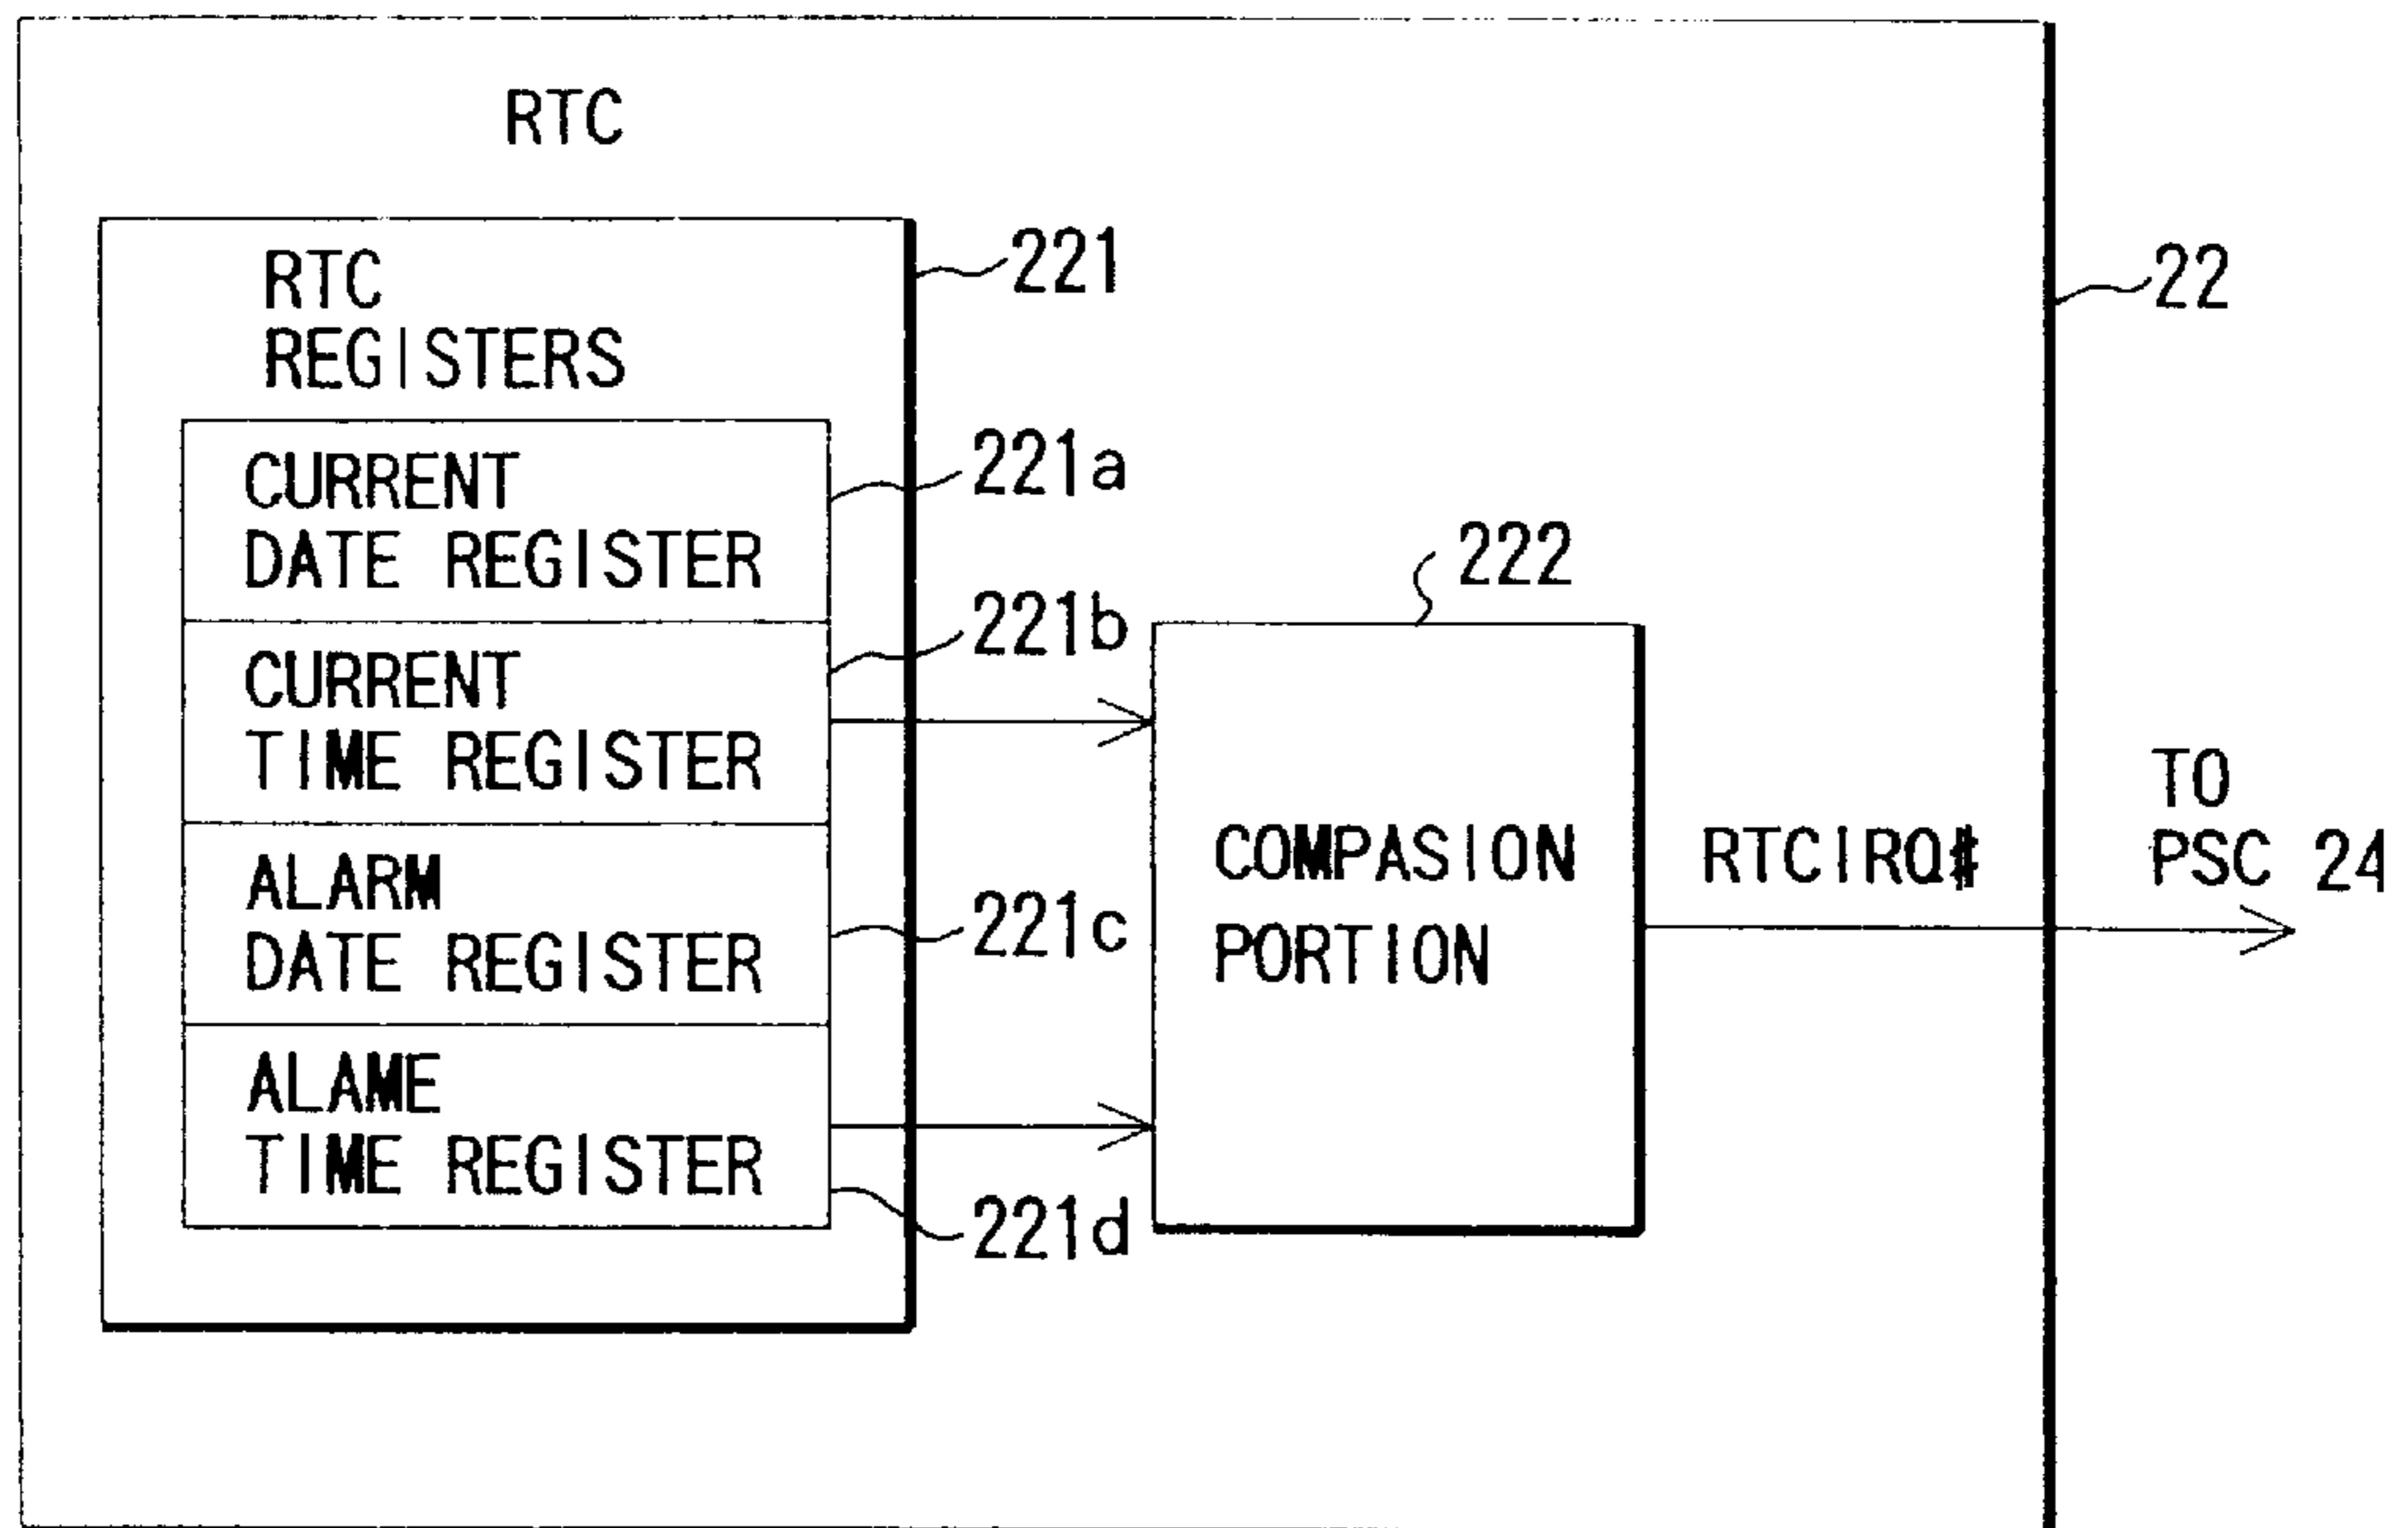 RTC
RTC
REGISTERS
221
22
CURRENT
DATE REGISTER
221a
CURRENT
TIME REGISTER
221b
ALARM
DATE REGISTER
221c
ALAME
TIME REGISTER
221d
222
COMPASION
PORTION
RTCIRQ#
TO
PSC 24